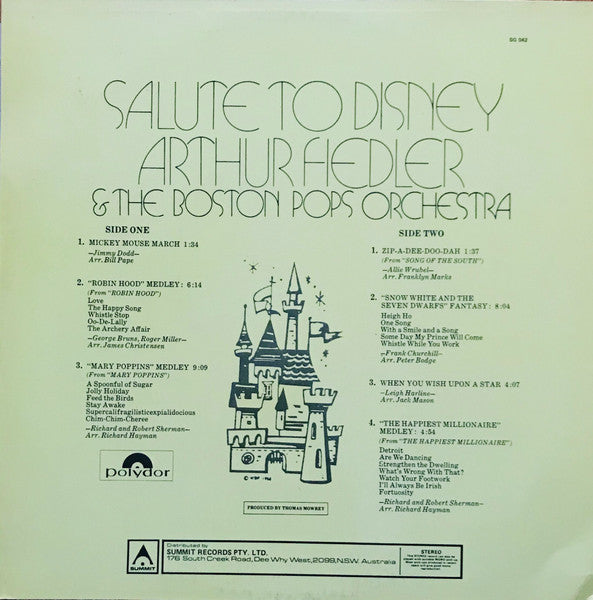 SG 042
SALUTE TO DISNEY
ARTHUR FIEDLER
& THE BOSTON POPS ORCHESTRA
SIDE ONE
1. MICKEY MOUSE MARCH 1:34
—Jimmy Dodd—
Arr. Bill Pape
2. "ROBIN HOOD" MEDLEY: 6:14
(From "ROBIN HOOD")
Love
The Happy Song
Whistle Stop
Oo-De-Lally
The Archery Affair
—George Bruns, Roger Miller—
Arr. James Christensen
3. "MARY POPPINS" MEDLEY 9:09
(From "MARY POPPINS")
A Spoonful of Sugar
Jolly Holiday
Feed the Birds
Stay Awake
Supercalifragilisticexpialidocious
Chim-Chim-Cheree
—Richard and Robert Sherman—
Arr. Richard Hayman
polydor
SIDE TWO
1. ZIP-A-DEE-DOO-DAH 1:37
(From "SONG OF THE SOUTH")
—Allie Wrubel—
Arr. Franklyn Marks
2. "SNOW WHITE AND THE
SEVEN DWARFS" FANTASY: 8:04
Heigh Ho
One Song
With a Smile and a Song
Some Day My Prince Will Come
Whistle While You Work
—Frank Churchill—
Arr. Peter Bodge
3. WHEN YOU WISH UPON A STAR 4:07
—Leigh Harline—
Arr. Jack Mason
4. "THE HAPPIEST MILLIONAIRE"
MEDLEY: 4:54
(From "THE HAPPIEST MILLIONAIRE")
Detroit
Are We Dancing
Strengthen the Dwelling
What's Wrong With That?
Watch Your Footwork
I'll Always Be Irish
Fortuosity
—Richard and Robert Sherman—
Arr. Richard Hayman
PRODUCED BY THOMAS MOWREY
SUMMIT
Distributed by
SUMMIT RECORDS PTY. LTD.
176 South Creek Road, Dee Why West, 2099, N.S.W. Australia
STEREO